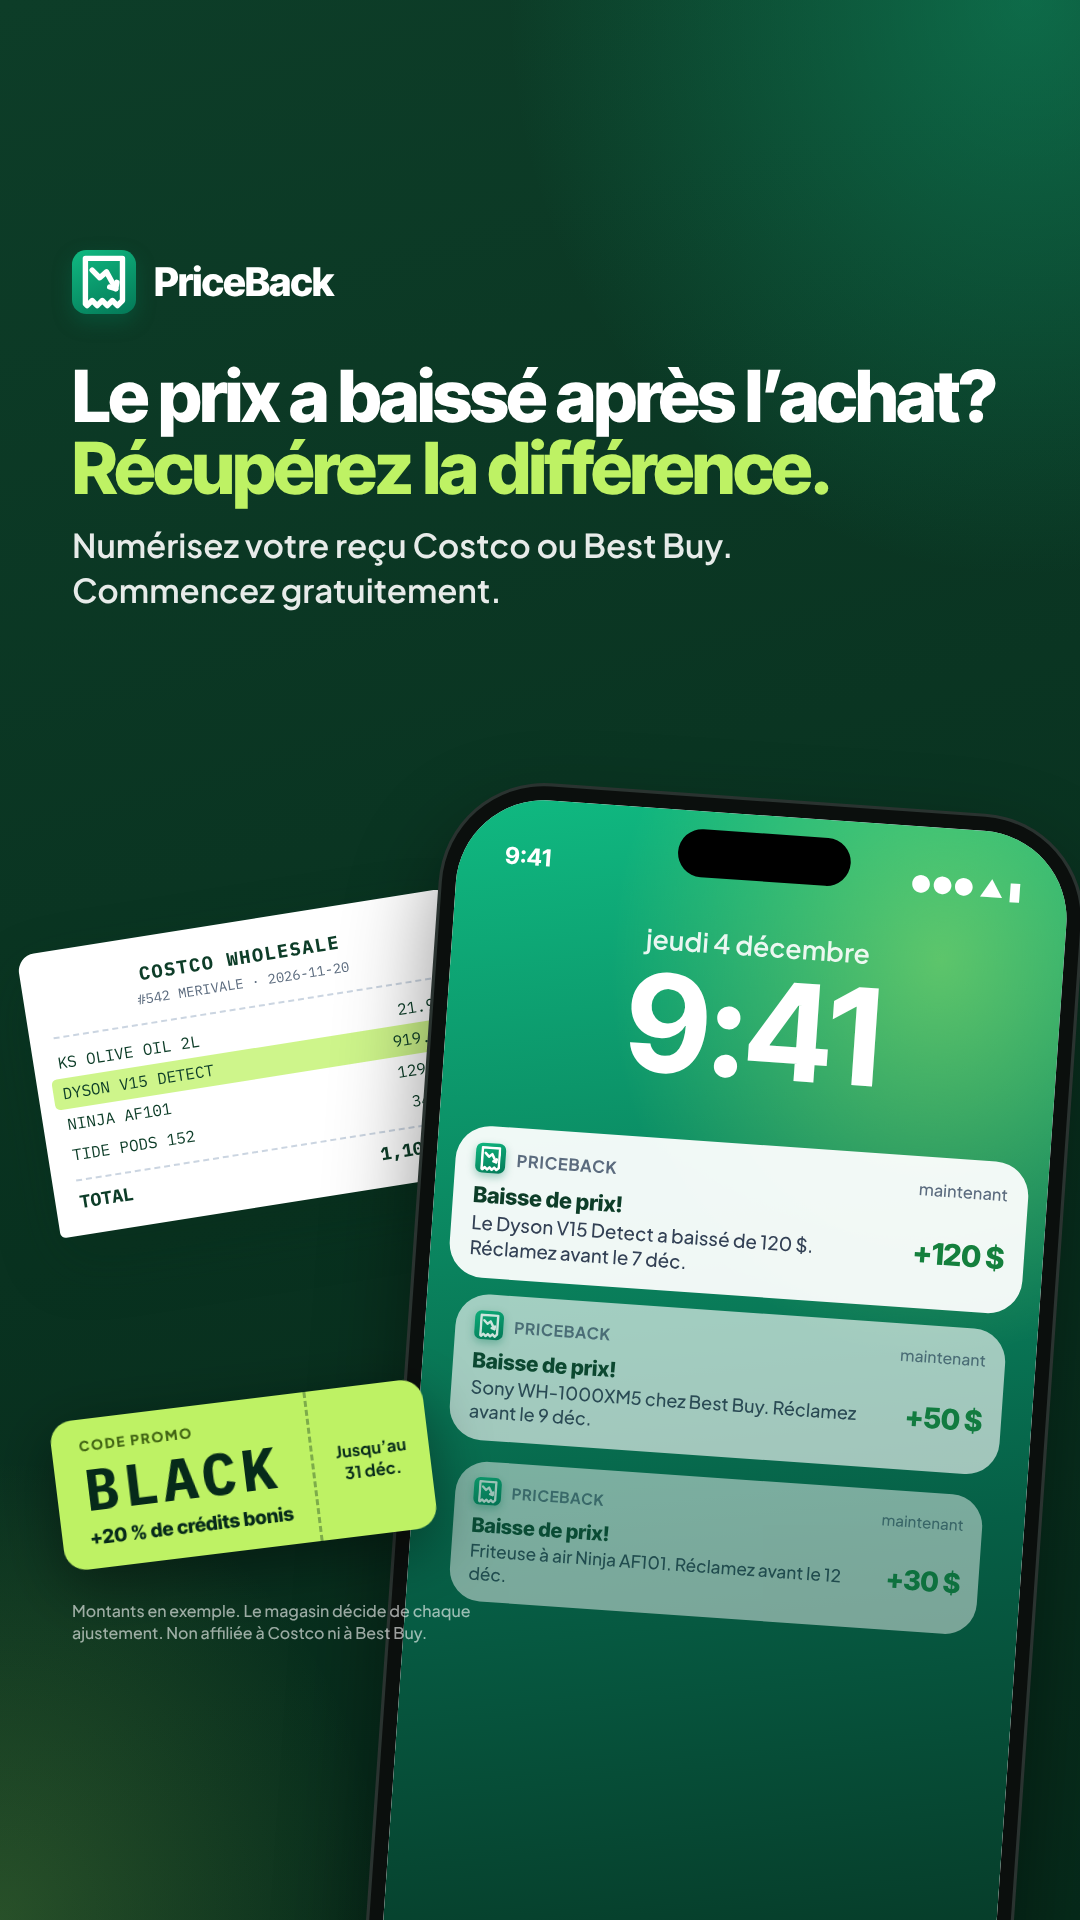 PriceBack
Le prix a baissé après l’achat?
Récupérez la différence.
Numérisez votre reçu Costco ou Best Buy.
Commencez gratuitement.
COSTCO WHOLESALE
#542 MERIVALE · 2026-11-20
KS OLIVE OIL 2L
DYSON V15 DETECT
NINJA AF101
TIDE PODS 152
TOTAL
9:41
jeudi 4 décembre
9:41
PRICEBACK
maintenant
Baisse de prix!
Le Dyson V15 Detect a baissé de 120 $.
Réclamez avant le 7 déc.
+120 $
PRICEBACK
maintenant
Baisse de prix!
Sony WH-1000XM5 chez Best Buy. Réclamez
avant le 9 déc.
+50 $
PRICEBACK
maintenant
Baisse de prix!
Friteuse à air Ninja AF101. Réclamez avant le 12
déc.
+30 $
CODE PROMO
BLACK
+20 % de crédits bonis
Jusqu’au
31 déc.
Montants en exemple. Le magasin décide de chaque
ajustement. Non affiliée à Costco ni à Best Buy.